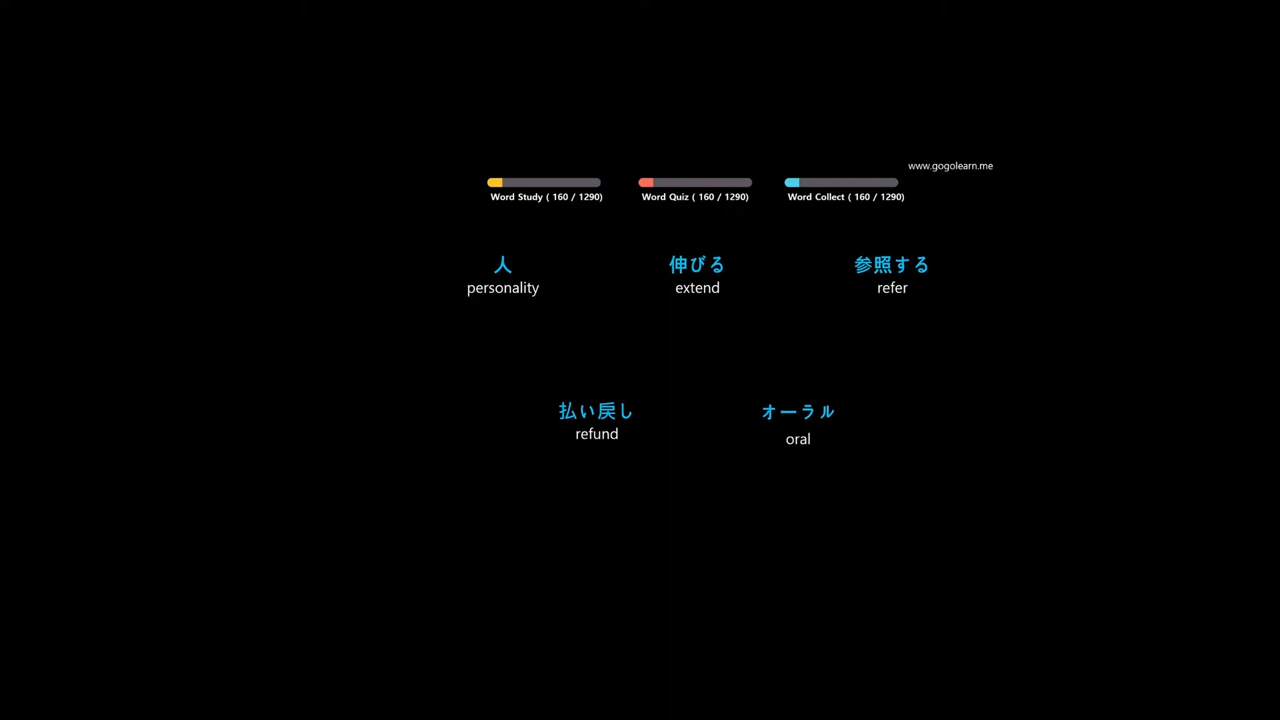 www.gogolearn.me
Word Study ( 160 / 1290)
Word Quiz ( 160 / 1290)
Word Collect ( 160 / 1290)
人
personality
伸びる
extend
参照する
refer
払い戻し
refund
オーラル
oral